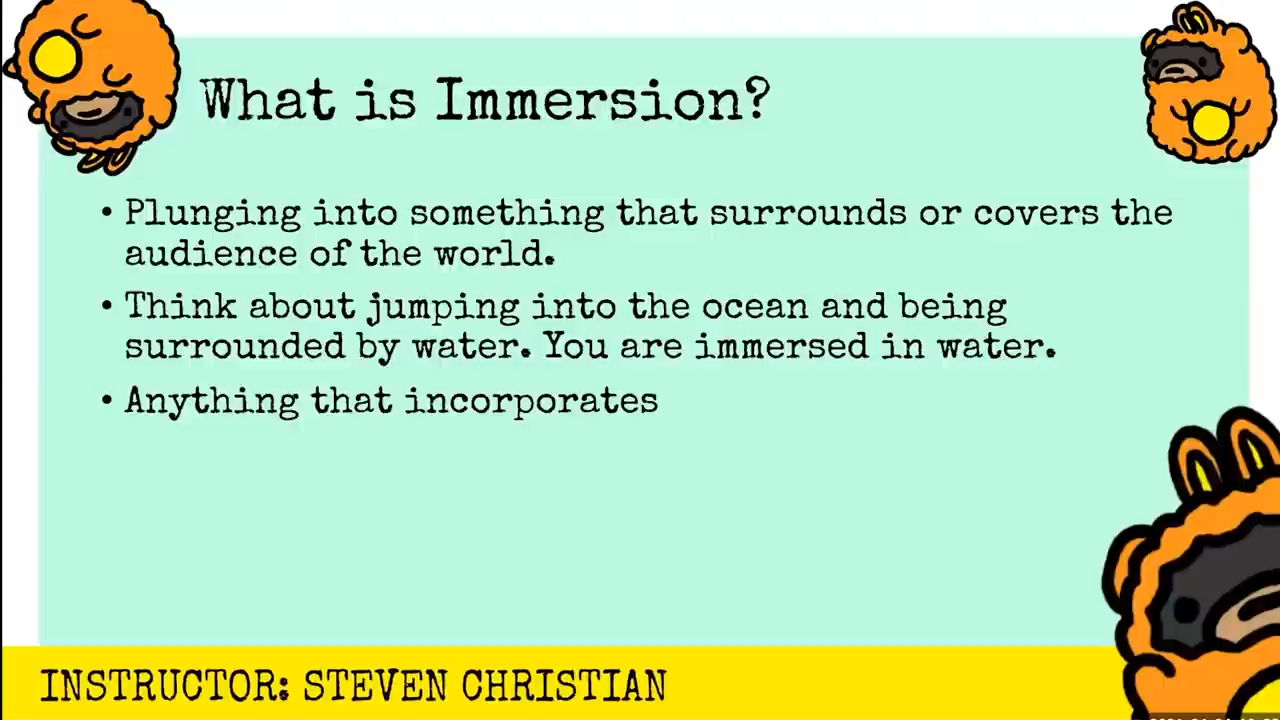 What is Immersion?
• Plunging into something that surrounds or covers the
audience of the world.
• Think about jumping into the ocean and being
surrounded by water. You are immersed in water.
• Anything that incorporates
INSTRUCTOR: STEVEN CHRISTIAN